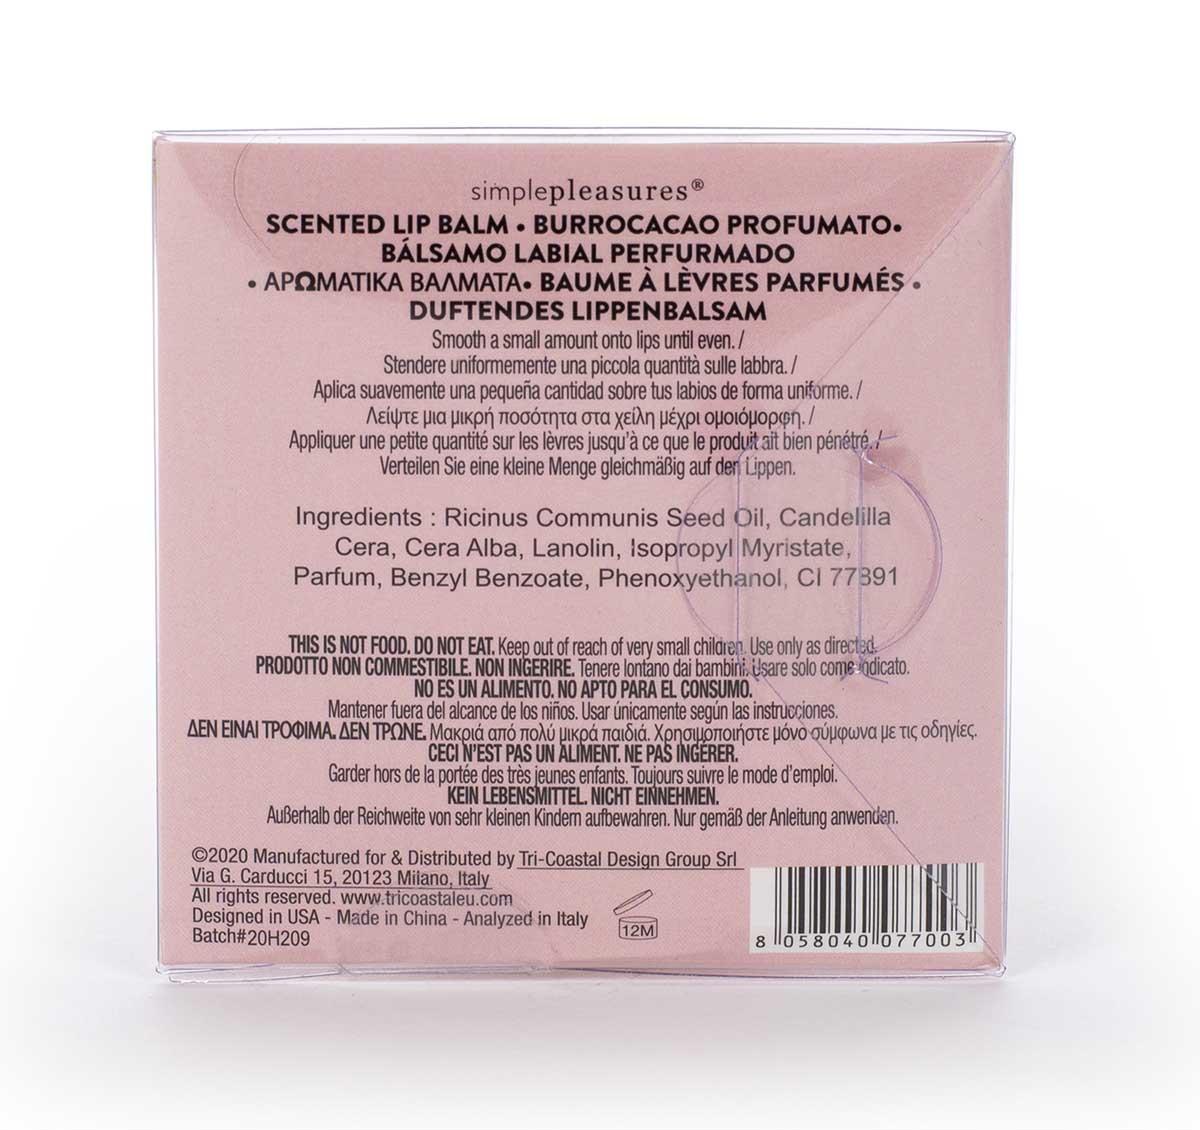 simplepleasures®
SCENTED LIP BALM • BURROCACAO PROFUMATO•
BÁLSAMO LABIAL PERFURMADO
• ΑΡΩΜΑΤΙΚΑ ΒΑΛΜΑΤΑ• BAUME À LÈVRES PARFUMÉS •
DUFTENDES LIPPENBALSAM
Smooth a small amount onto lips until even. /
Stendere uniformemente una piccola quantità sulle labbra. /
Aplica suavemente una pequeña cantidad sobre tus labios de forma uniforme. /
Λείψτε μια μικρή ποσότητα στα χείλη μέχρι ομοιόμορφη. /
Appliquer une petite quantité sur les lèvres jusqu'à ce que le produit ait bien pénétré. /
Verteilen Sie eine kleine Menge gleichmäßig auf den Lippen.
Ingredients : Ricinus Communis Seed Oil, Candelilla
Cera, Cera Alba, Lanolin, Isopropyl Myristate,
Parfum, Benzyl Benzoate, Phenoxyethanol, CI 77891
THIS IS NOT FOOD. DO NOT EAT. Keep out of reach of very small children. Use only as directed.
PRODOTTO NON COMMESTIBILE. NON INGERIRE. Tenere lontano dai bambini. Usare solo come indicato.
NO ES UN ALIMENTO. NO APTO PARA EL CONSUMO.
Mantener fuera del alcance de los niños. Usar únicamente según las instrucciones.
ΔΕΝ ΕΙΝΑΙ ΤΡΟΦΙΜΑ. ΔΕΝ ΤΡΩΝΕ. Μακριά από πολύ μικρά παιδιά. Χρησιμοποιήστε μόνο σύμφωνα με τις οδηγίες.
CECI N'EST PAS UN ALIMENT. NE PAS INGÉRER.
Garder hors de la portée des très jeunes enfants. Toujours suivre le mode d'emploi.
KEIN LEBENSMITTEL. NICHT EINNEHMEN.
Außerhalb der Reichweite von sehr kleinen Kindern aufbewahren. Nur gemäß der Anleitung anwenden.
©2020 Manufactured for & Distributed by Tri-Coastal Design Group Srl
Via G. Carducci 15, 20123 Milano, Italy
All rights reserved. www.tricoastaleu.com
Designed in USA - Made in China - Analyzed in Italy
Batch#20H209
12M
8 058040 077003